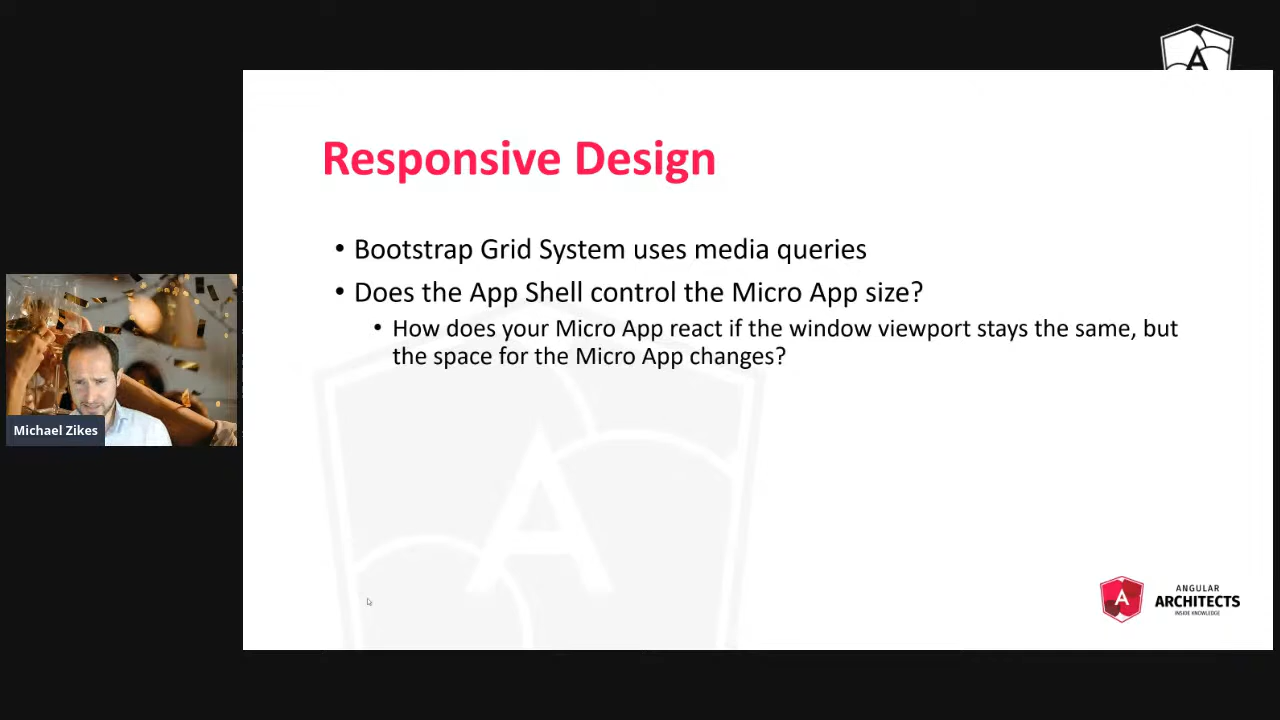 Responsive Design
• Bootstrap Grid System uses media queries
• Does the App Shell control the Micro App size?
• How does your Micro App react if the window viewport stays the same, but
the space for the Micro App changes?
Michael Zikes
A
A
A
ANGULAR
ARCHITECTS
INSIDE KNOWLEDGE